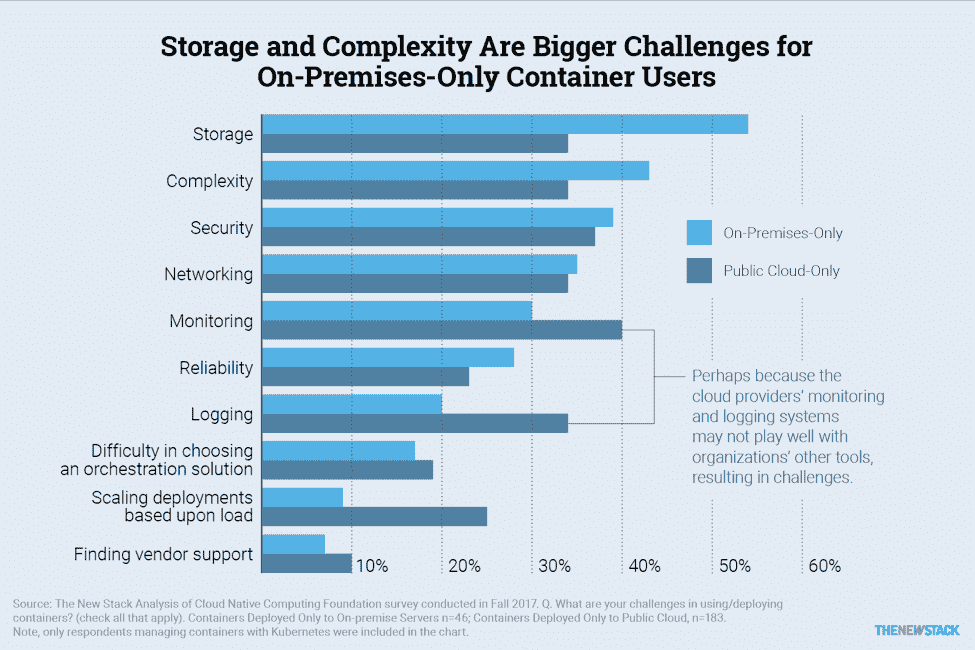 Storage and Complexity Are Bigger Challenges for
On-Premises-Only Container Users
Storage
Complexity
Security
Networking
Monitoring
Reliability
Logging
Difficulty in choosing
an orchestration solution
Scaling deployments
based upon load
Finding vendor support
On-Premises-Only
Public Cloud-Only
Perhaps because the
cloud providers’ monitoring
and logging systems
may not play well with
organizations’ other tools,
resulting in challenges.
10% 20% 30% 40% 50% 60%
Source: The New Stack Analysis of Cloud Native Computing Foundation survey conducted in Fall 2017. Q. What are your challenges in using/deploying
containers? (check all that apply). Containers Deployed Only to On-premise Servers n=46; Containers Deployed Only to Public Cloud, n=183.
Note, only respondents managing containers with Kubernetes were included in the chart.
THENEWSTACK